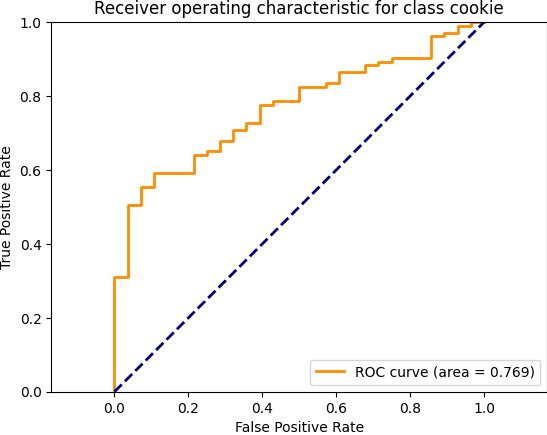 Receiver operating characteristic for class cookie
True Positive Rate
1.0
0.8
0.6
0.4
0.2
0.0
ROC curve (area = 0.769)
0.0 0.2 0.4 0.6 0.8 1.0
False Positive Rate